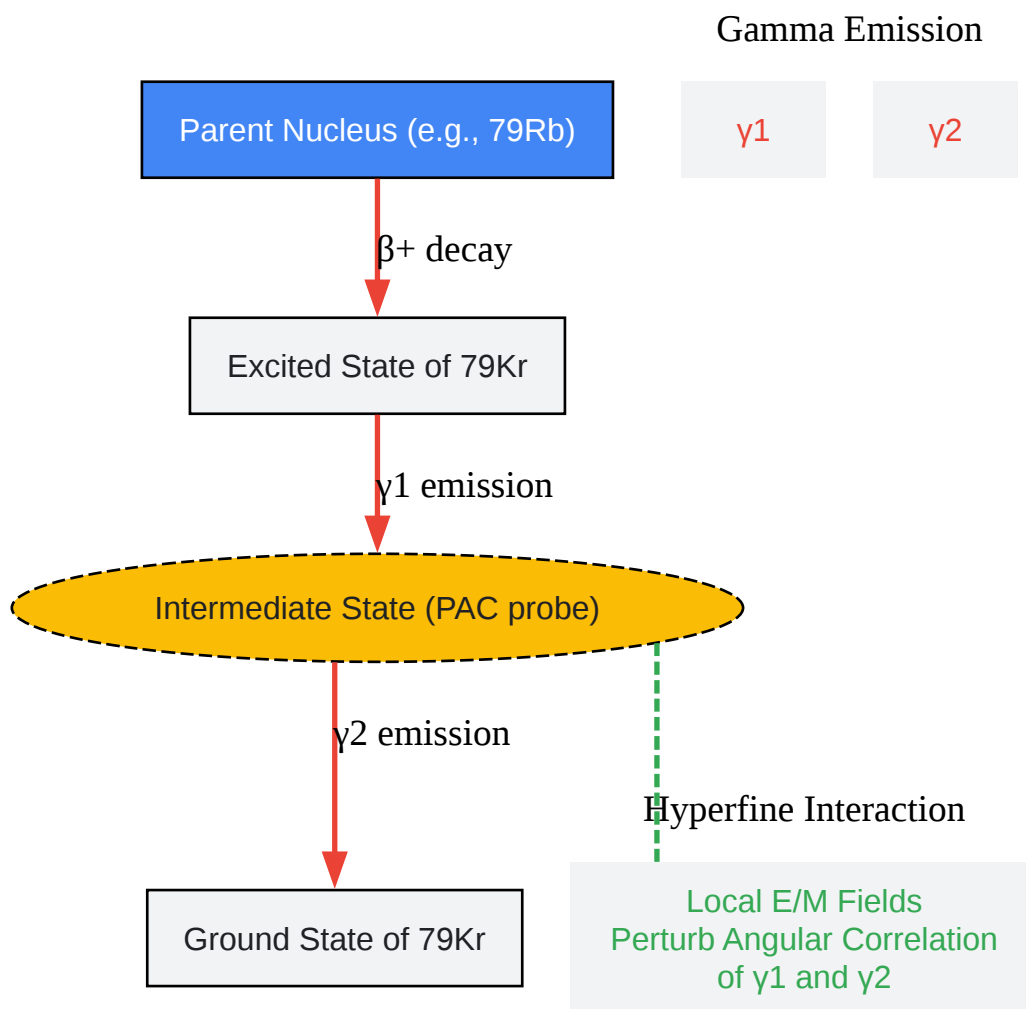 Gamma Emission
Parent Nucleus (e.g., 79Rb)
γ1
γ2
β+ decay
Excited State of 79Kr
γ1 emission
Intermediate State (PAC probe)
γ2 emission
Hyperfine Interaction
Ground State of 79Kr
Local E/M Fields
Perturb Angular Correlation
of γ1 and γ2